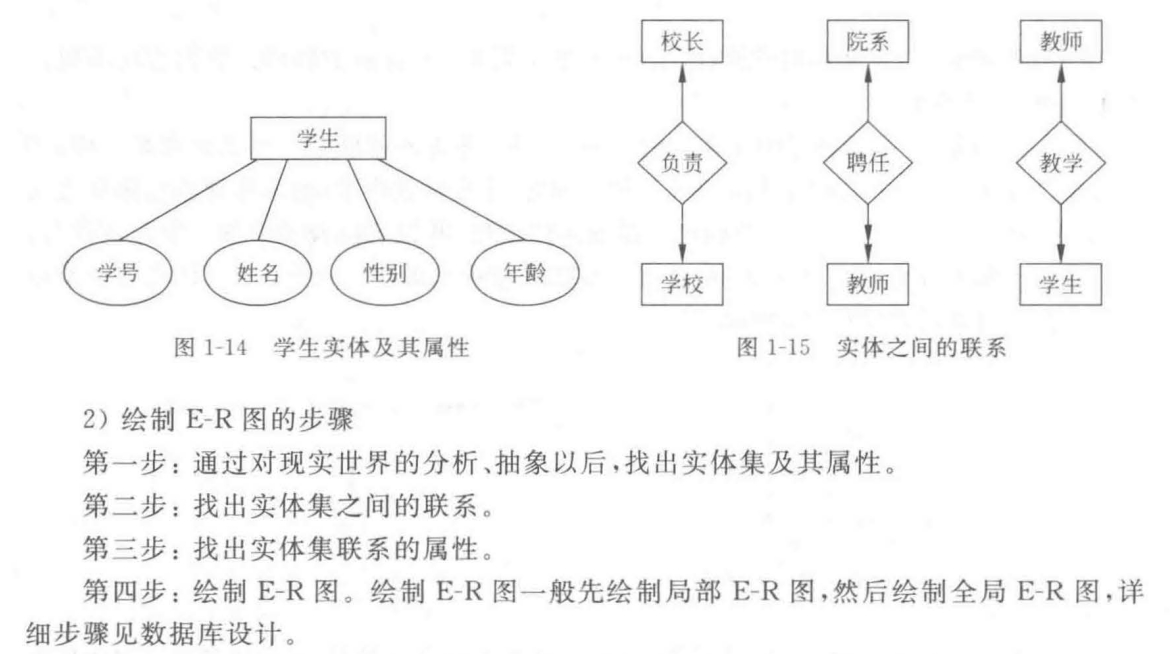 校长 院系 教师
学生
负责 聘任 教学
学号 姓名 性别 年龄
学校 教师 学生
图 1-14 学生实体及其属性
图 1-15 实体之间的联系
2) 绘制 E-R 图的步骤
第一步:通过对现实世界的分析、抽象以后,找出实体集及其属性。
第二步:找出实体集之间的联系。
第三步:找出实体集联系的属性。
第四步:绘制 E-R 图。绘制 E-R 图一般先绘制局部 E-R 图,然后绘制全局 E-R 图,详
细步骤见数据库设计。